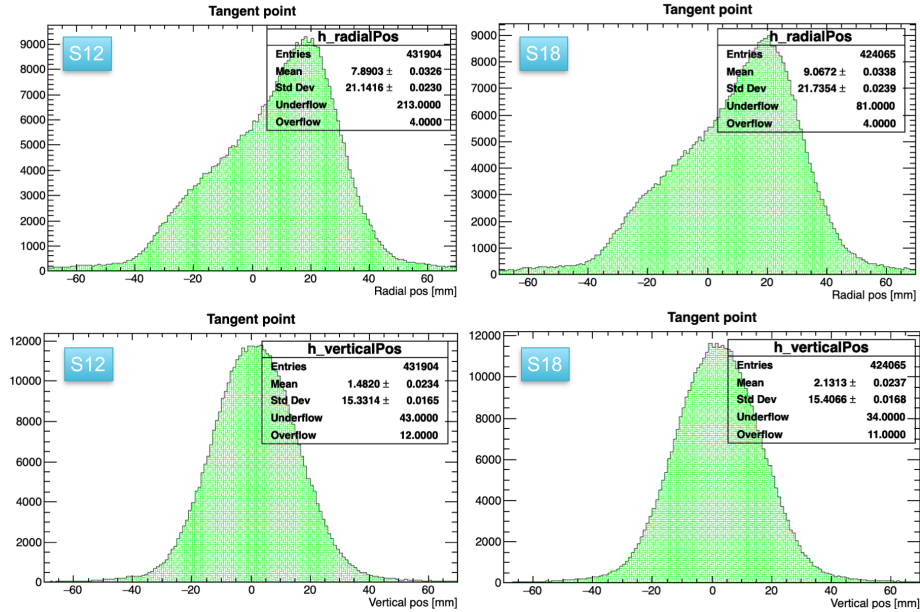 Tangent point
S12
h_radialPos
Entries 431904
Mean 7.8903 ± 0.0326
Std Dev 21.1416 ± 0.0230
Underflow 213.0000
Overflow 4.0000
9000
8000
7000
6000
5000
4000
3000
2000
1000
0
−60 −40 −20 0 20 40 60
Radial pos [mm]
Tangent point
S18
h_radialPos
Entries 424065
Mean 9.0672 ± 0.0338
Std Dev 21.7354 ± 0.0239
Underflow 81.0000
Overflow 4.0000
9000
8000
7000
6000
5000
4000
3000
2000
1000
0
−60 −40 −20 0 20 40 60
Radial pos [mm]
Tangent point
S12
h_verticalPos
Entries 431904
Mean 1.4820 ± 0.0234
Std Dev 15.3314 ± 0.0165
Underflow 43.0000
Overflow 12.0000
12000
10000
8000
6000
4000
2000
0
−60 −40 −20 0 20 40 60
Vertical pos [mm]
Tangent point
S18
h_verticalPos
Entries 424065
Mean 2.1313 ± 0.0237
Std Dev 15.4066 ± 0.0168
Underflow 34.0000
Overflow 11.0000
12000
10000
8000
6000
4000
2000
0
−60 −40 −20 0 20 40 60
Vertical pos [mm]